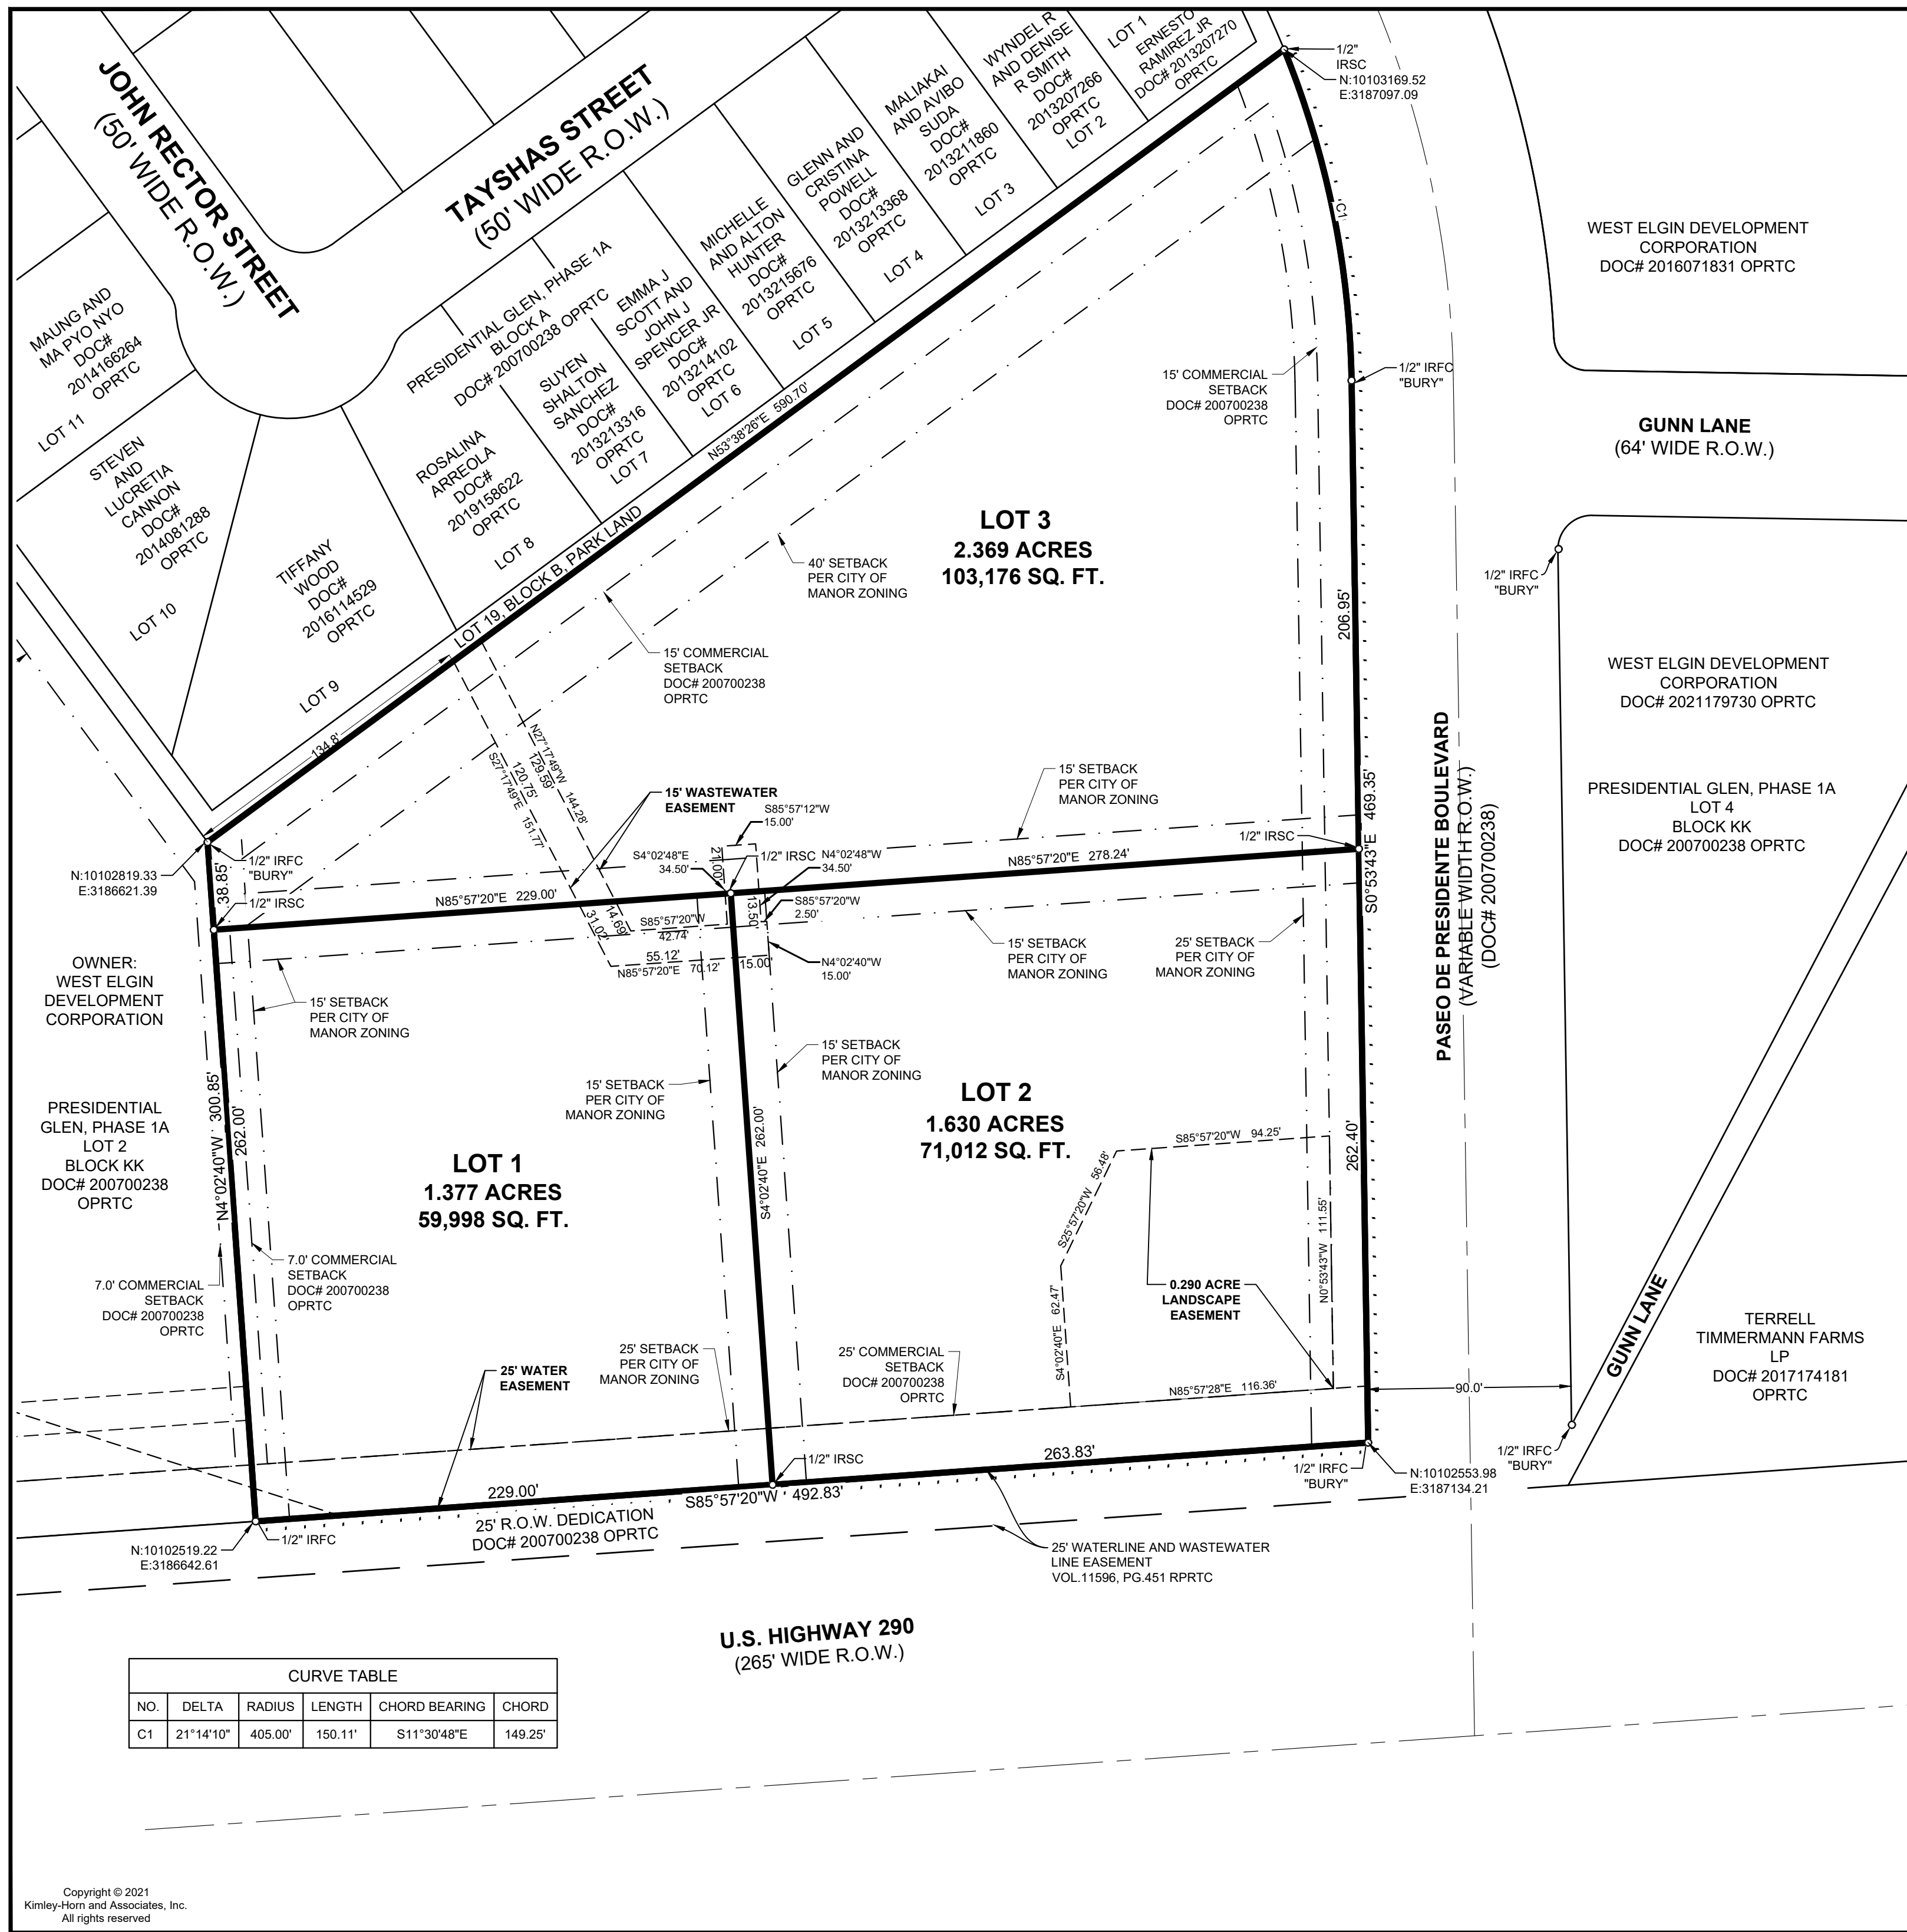 JOHN RECTOR STREET
(50' WIDE R.O.W.)
TAYSHAS STREET
(50' WIDE R.O.W.)
MAUNG AND
MA PYO NYO
DOC#
2014166264
OPRTC
LOT 11
STEVEN
AND
LUCRETIA
CANNON
DOC#
2014081288
OPRTC
LOT 10
TIFFANY
WOOD
DOC#
2016114529
OPRTC
LOT 9
PRESIDENTIAL GLEN, PHASE 1A
BLOCK A
DOC# 200700238 OPRTC
ROSALINA
ARREOLA
DOC#
2019158622
OPRTC
LOT 8
SUYEN
SHALTON
SANCHEZ
DOC#
2013213316
OPRTC
LOT 7
EMMA J
SCOTT AND
JOHN J
SPENCER JR
DOC#
2013214102
OPRTC
LOT 6
MICHELLE
AND ALTON
HUNTER
DOC#
2013215676
OPRTC
LOT 5
GLENN AND
CRISTINA
POWELL
DOC#
2013213368
OPRTC
LOT 4
MALIAKAI
AND AVIBO
SUDA
DOC#
2013211860
OPRTC
LOT 3
WYNDEL R
AND DENISE
R SMITH
DOC#
2013207266
OPRTC
LOT 2
LOT 1
ERNESTO
RAMIREZ JR
DOC# 2013207270
OPRTC
1/2"
IRSC
N:10103169.52
E:3187097.09
C1
WEST ELGIN DEVELOPMENT
CORPORATION
DOC# 2016071831 OPRTC
1/2" IRFC
"BURY"
GUNN LANE
(64' WIDE R.O.W.)
15' COMMERCIAL
SETBACK
DOC# 200700238
OPRTC
N53°38'26"E 590.70'
LOT 19, BLOCK B, PARK LAND
134.8'
LOT 3
2.369 ACRES
103,176 SQ. FT.
40' SETBACK
PER CITY OF
MANOR ZONING
15' COMMERCIAL
SETBACK
DOC# 200700238
OPRTC
206.95'
1/2" IRFC
"BURY"
WEST ELGIN DEVELOPMENT
CORPORATION
DOC# 2021179730 OPRTC
PRESIDENTIAL GLEN, PHASE 1A
LOT 4
BLOCK KK
DOC# 200700238 OPRTC
PASEO DE PRESIDENTE BOULEVARD
(VARIABLE WIDTH R.O.W.)
(DOC# 200700238)
S0°53'43"E 469.35'
N27°17'49"W
129.59'
144.28'
S27°17'49"E
120.75'
151.77'
15' WASTEWATER
EASEMENT
S85°57'12"W
15.00'
15' SETBACK
PER CITY OF
MANOR ZONING
1/2" IRSC
S4°02'48"E
34.50'
21.00'
1/2" IRSC
N4°02'48"W
34.50'
N85°57'20"E 278.24'
N:10102819.33
E:3186621.39
1/2" IRFC
"BURY"
38.85'
1/2" IRSC
N85°57'20"E 229.00'
14.69'
31.02'
S85°57'20"W
42.74'
13.50'
S85°57'20"W
2.50'
55.12'
N85°57'20"E 70.12'
15.00'
N4°02'40"W
15.00'
15' SETBACK
PER CITY OF
MANOR ZONING
25' SETBACK
PER CITY OF
MANOR ZONING
OWNER:
WEST ELGIN
DEVELOPMENT
CORPORATION
15' SETBACK
PER CITY OF
MANOR ZONING
15' SETBACK
PER CITY OF
MANOR ZONING
15' SETBACK
PER CITY OF
MANOR ZONING
PRESIDENTIAL
GLEN, PHASE 1A
LOT 2
BLOCK KK
DOC# 200700238
OPRTC
N4°02'40"W 300.85'
262.00'
LOT 1
1.377 ACRES
59,998 SQ. FT.
S4°02'40"E 262.00'
LOT 2
1.630 ACRES
71,012 SQ. FT.
S85°57'20"W 94.25'
S25°57'20"W 56.48'
262.40'
N0°53'43"W 111.55'
S4°02'40"E 62.47'
0.290 ACRE
LANDSCAPE
EASEMENT
7.0' COMMERCIAL
SETBACK
DOC# 200700238
OPRTC
7.0' COMMERCIAL
SETBACK
DOC# 200700238
OPRTC
25' WATER
EASEMENT
25' SETBACK
PER CITY OF
MANOR ZONING
25' COMMERCIAL
SETBACK
DOC# 200700238
OPRTC
N85°57'28"E 116.36'
90.0'
GUNN LANE
TERRELL
TIMMERMANN FARMS
LP
DOC# 2017174181
OPRTC
1/2" IRFC
"BURY"
1/2" IRFC
"BURY"
N:10102553.98
E:3187134.21
1/2" IRSC
263.83'
229.00'
S85°57'20"W 492.83'
25' R.O.W. DEDICATION
DOC# 200700238 OPRTC
1/2" IRFC
N:10102519.22
E:3186642.61
25' WATERLINE AND WASTEWATER
LINE EASEMENT
VOL.11596, PG.451 RPRTC
U.S. HIGHWAY 290
(265' WIDE R.O.W.)
CURVE TABLE
NO. DELTA RADIUS LENGTH CHORD BEARING CHORD
C1 21°14'10" 405.00' 150.11' S11°30'48"E 149.25'
Copyright © 2021
Kimley-Horn and Associates, Inc.
All rights reserved